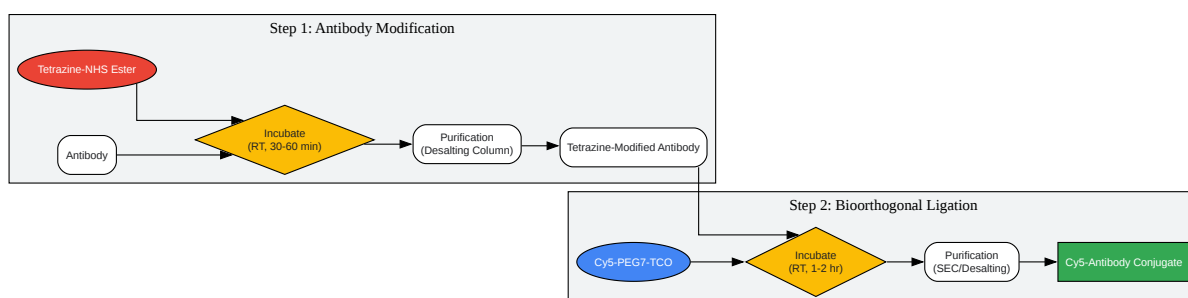 Step 1: Antibody Modification
Tetrazine-NHS Ester
Antibody
Incubate
(RT, 30-60 min)
Purification
(Desalting Column)
Tetrazine-Modified Antibody
Step 2: Bioorthogonal Ligation
Cy5-PEG7-TCO
Incubate
(RT, 1-2 hr)
Purification
(SEC/Desalting)
Cy5-Antibody Conjugate